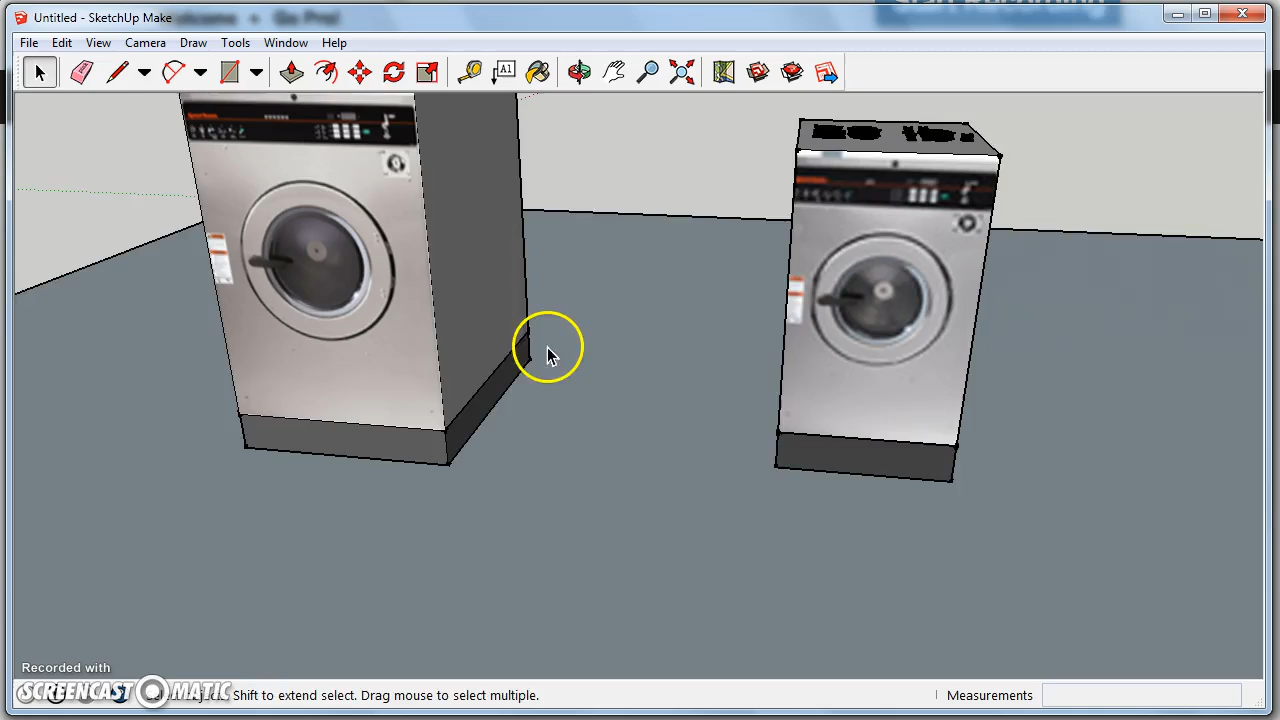 Untitled - SketchUp Make
File Edit View Camera Draw Tools Window Help
A1
Recorded with
SCREENCAST MATIC
Shift to extend select. Drag mouse to select multiple.
Measurements